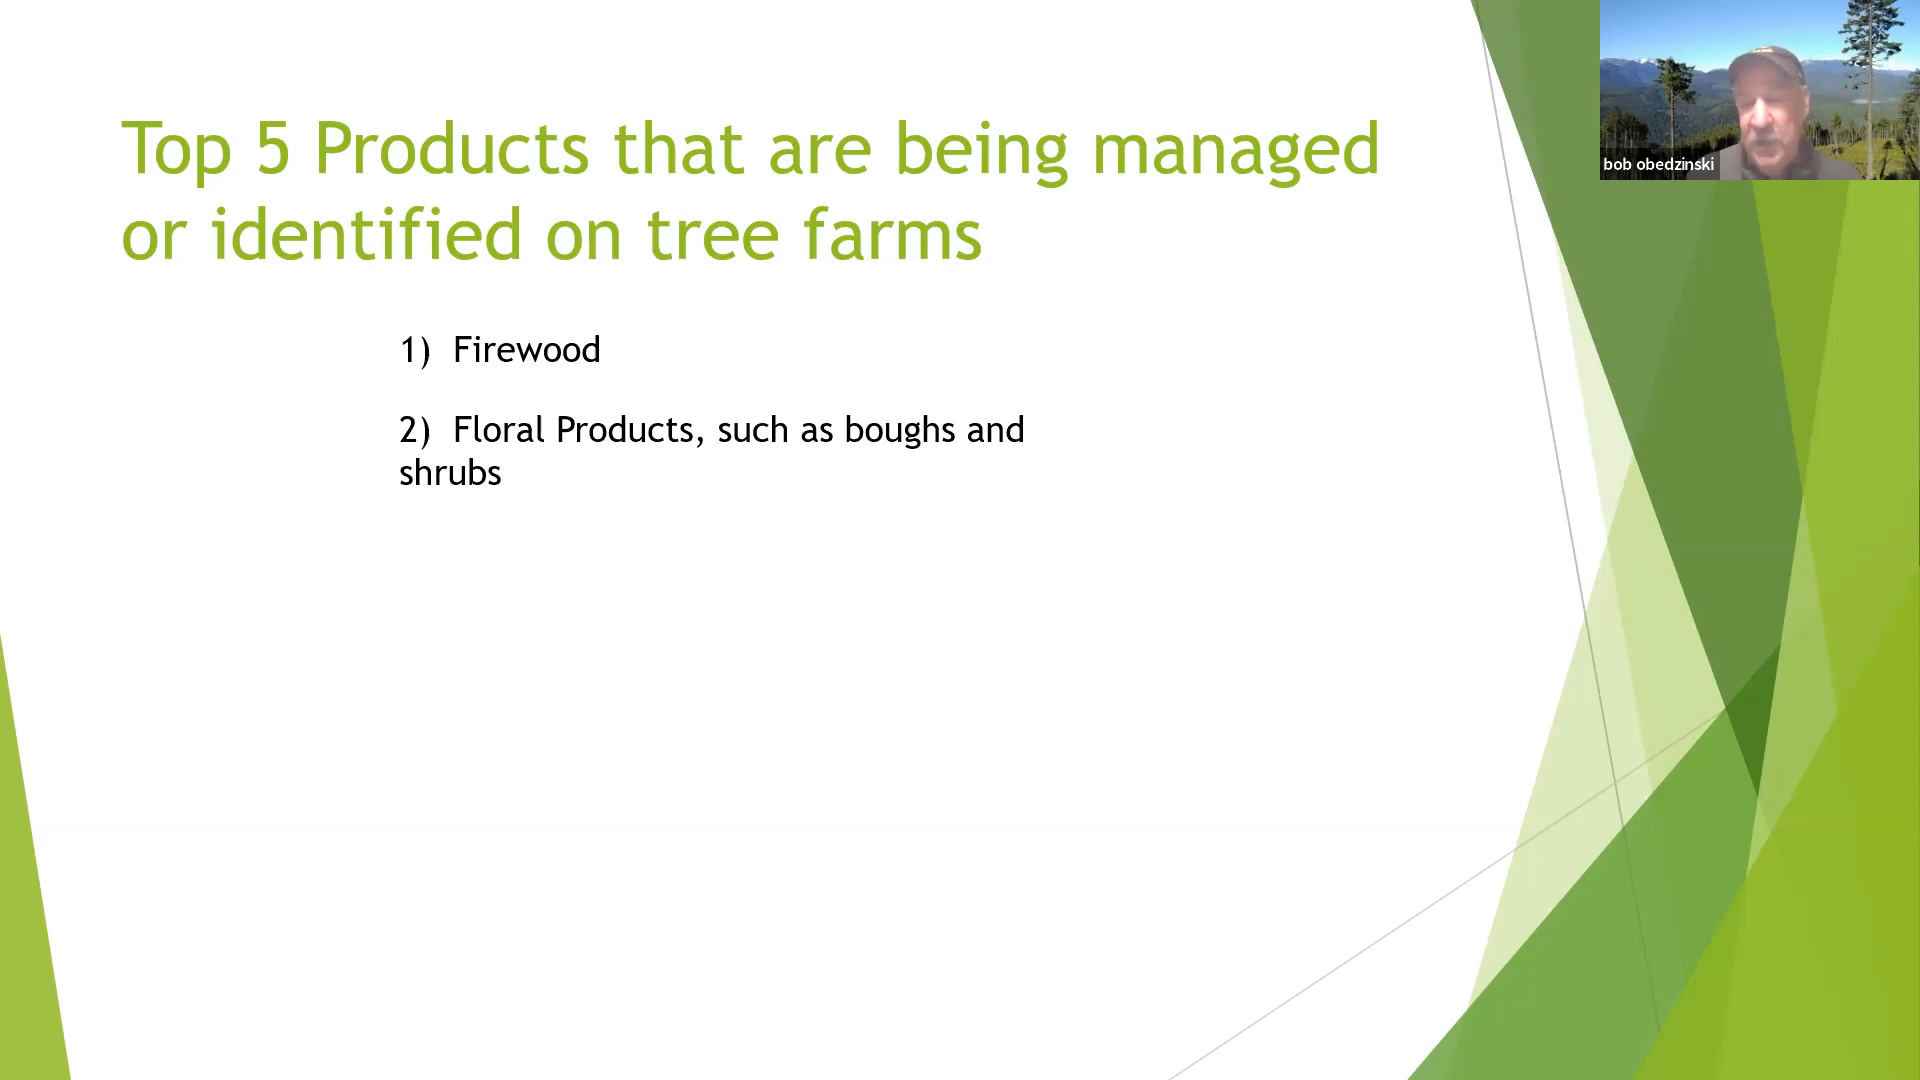 Top 5 Products that are being managed
or identified on tree farms
1) Firewood
2) Floral Products, such as boughs and
shrubs
bob obedzinski